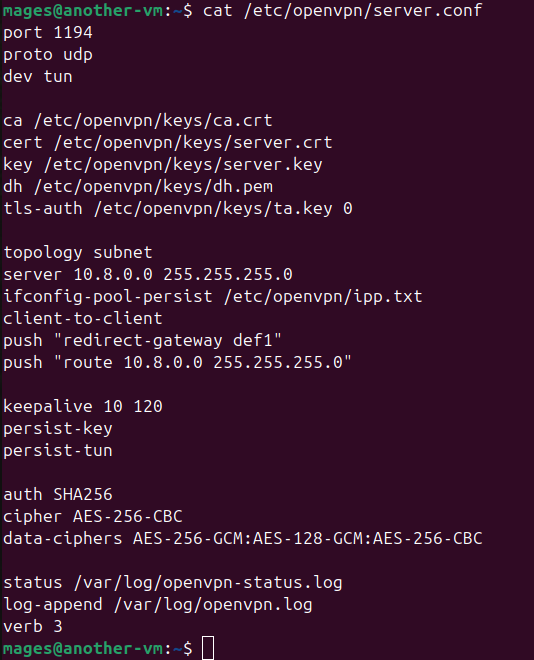 mages@another-vm:~$ cat /etc/openvpn/server.conf
port 1194
proto udp
dev tun

ca /etc/openvpn/keys/ca.crt
cert /etc/openvpn/keys/server.crt
key /etc/openvpn/keys/server.key
dh /etc/openvpn/keys/dh.pem
tls-auth /etc/openvpn/keys/ta.key 0

topology subnet
server 10.8.0.0 255.255.255.0
ifconfig-pool-persist /etc/openvpn/ipp.txt
client-to-client
push "redirect-gateway def1"
push "route 10.8.0.0 255.255.255.0"

keepalive 10 120
persist-key
persist-tun

auth SHA256
cipher AES-256-CBC
data-ciphers AES-256-GCM:AES-128-GCM:AES-256-CBC

status /var/log/openvpn-status.log
log-append /var/log/openvpn.log
verb 3
mages@another-vm:~$